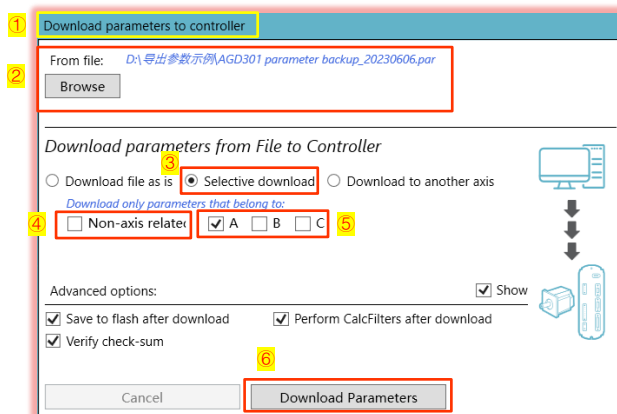 ① Download parameters to controller
② From file: D:\导出参数示例\AGD301 parameter backup_20230606.par
Browse
Download parameters from File to Controller
③
Download file as is Selective download Download to another axis
Download only parameters that belong to:
④ Non-axis related A B C ⑤
Advanced options: Show
Save to flash after download Perform CalcFilters after download
Verify check-sum
⑥
Cancel Download Parameters